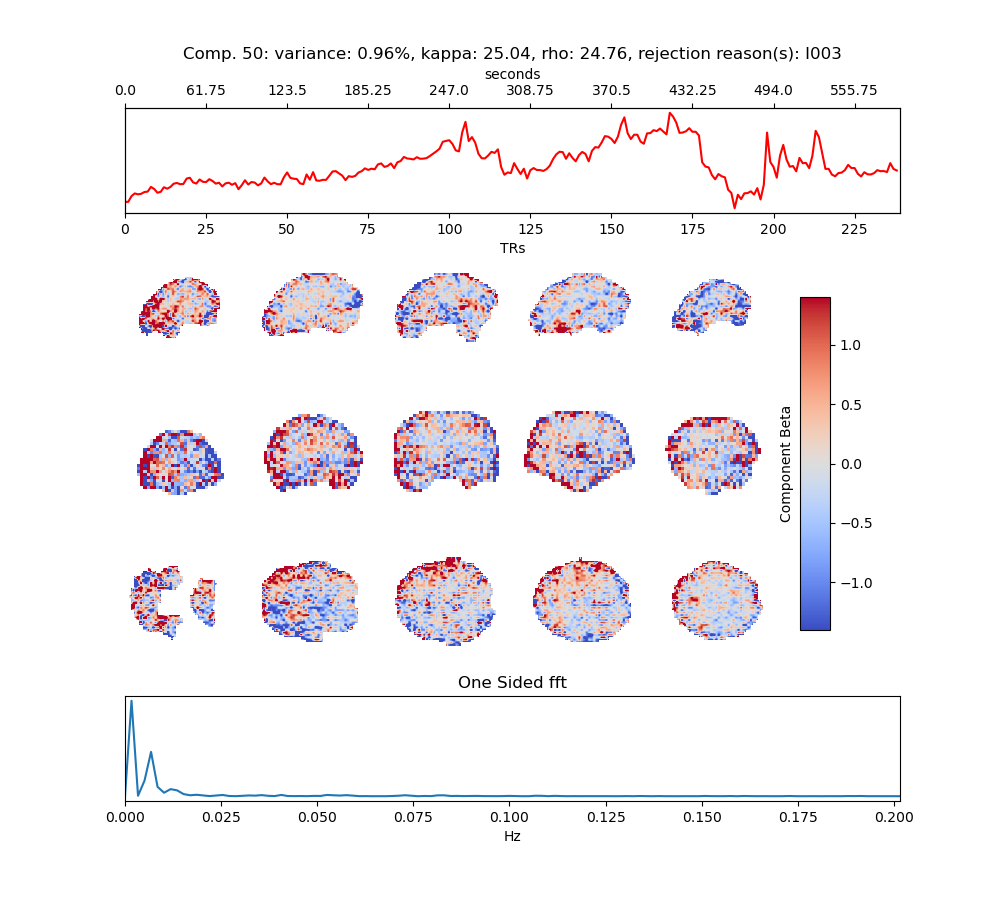 Comp. 50: variance: 0.96%, kappa: 25.04, rho: 24.76, rejection reason(s): I003
seconds
0.0 61.75 123.5 185.25 247.0 308.75 370.5 432.25 494.0 555.75
0 25 50 75 100 125 150 175 200 225
TRs
Component Beta
1.0
0.5
0.0
−0.5
−1.0
One Sided fft
0.000 0.025 0.050 0.075 0.100 0.125 0.150 0.175 0.200
Hz